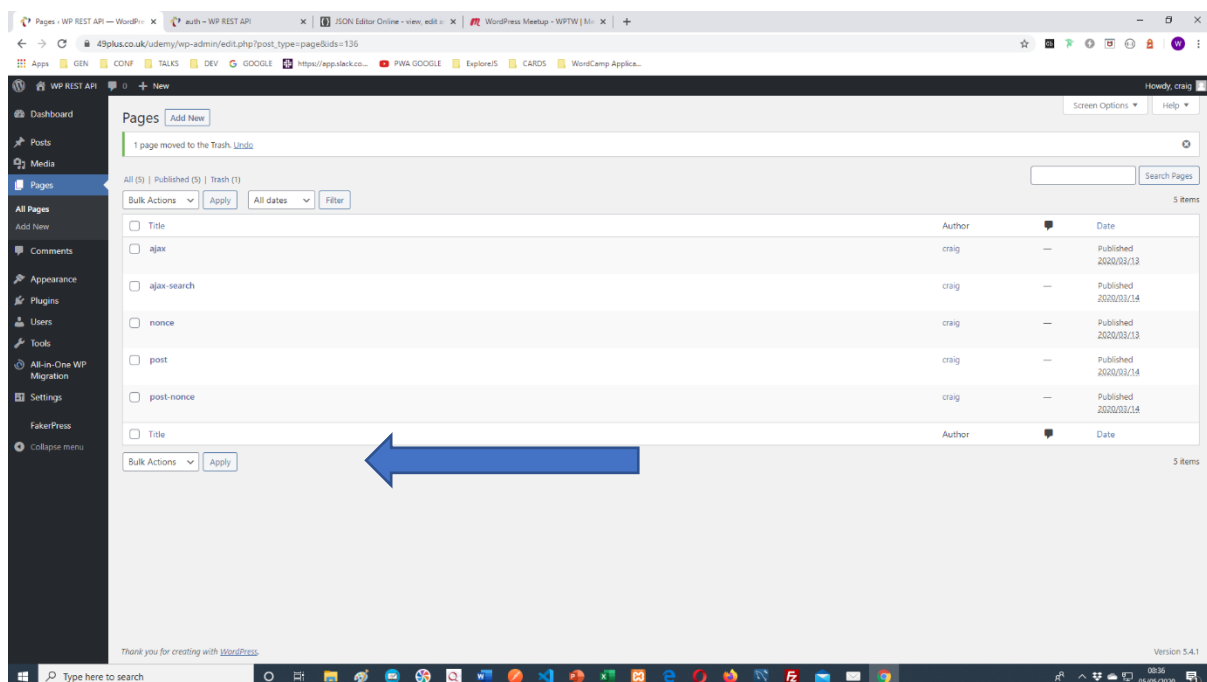 Pages ‹ WP REST API — WordPre
auth – WP REST API
JSON Editor Online - view, edit a
WordPress Meetup - WPTW | Me
49plus.co.uk/udemy/wp-admin/edit.php?post_type=page&ids=136
Apps GEN CONF TALKS DEV GOOGLE https://app.slack.co... PWA GOOGLE ExploreJS CARDS WordCamp Applica...
WP REST API 0 + New Howdy, craig
Screen Options Help
Dashboard
Posts
Media
Pages
All Pages
Add New
Comments
Appearance
Plugins
Users
Tools
All-in-One WP
Migration
Settings
FakerPress
Collapse menu
Pages Add New
1 page moved to the Trash. Undo
All (5) | Published (5) | Trash (1)
Search Pages
Bulk Actions Apply All dates Filter 5 items
Title Author Date
ajax craig — Published
2020/03/13
ajax-search craig — Published
2020/03/14
nonce craig — Published
2020/03/13
post craig — Published
2020/03/14
post-nonce craig — Published
2020/03/14
Title Author Date
Bulk Actions Apply 5 items
Thank you for creating with WordPress. Version 5.4.1
Type here to search
08:36
05/05/2020